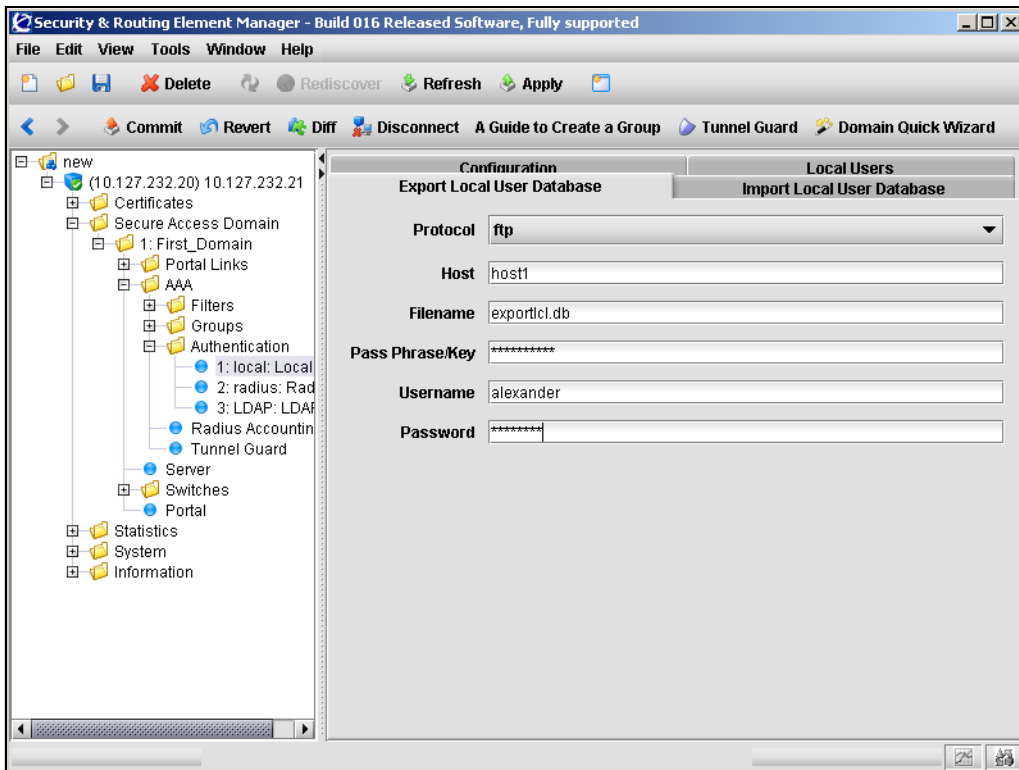 Security & Routing Element Manager - Build 016 Released Software, Fully supported
File Edit View Tools Window Help
Delete Rediscover Refresh Apply
Commit Revert Diff Disconnect A Guide to Create a Group Tunnel Guard Domain Quick Wizard
new
(10.127.232.20) 10.127.232.21
Certificates
Secure Access Domain
1: First_Domain
Portal Links
AAA
Filters
Groups
Authentication
1: local: Local
2: radius: Rad
3: LDAP: LDAP
Radius Accountin
Tunnel Guard
Server
Switches
Portal
Statistics
System
Information
Configuration Local Users
Export Local User Database Import Local User Database
Protocol ftp
Host host1
Filename exportlcl.db
Pass Phrase/Key **********
Username alexander
Password ********